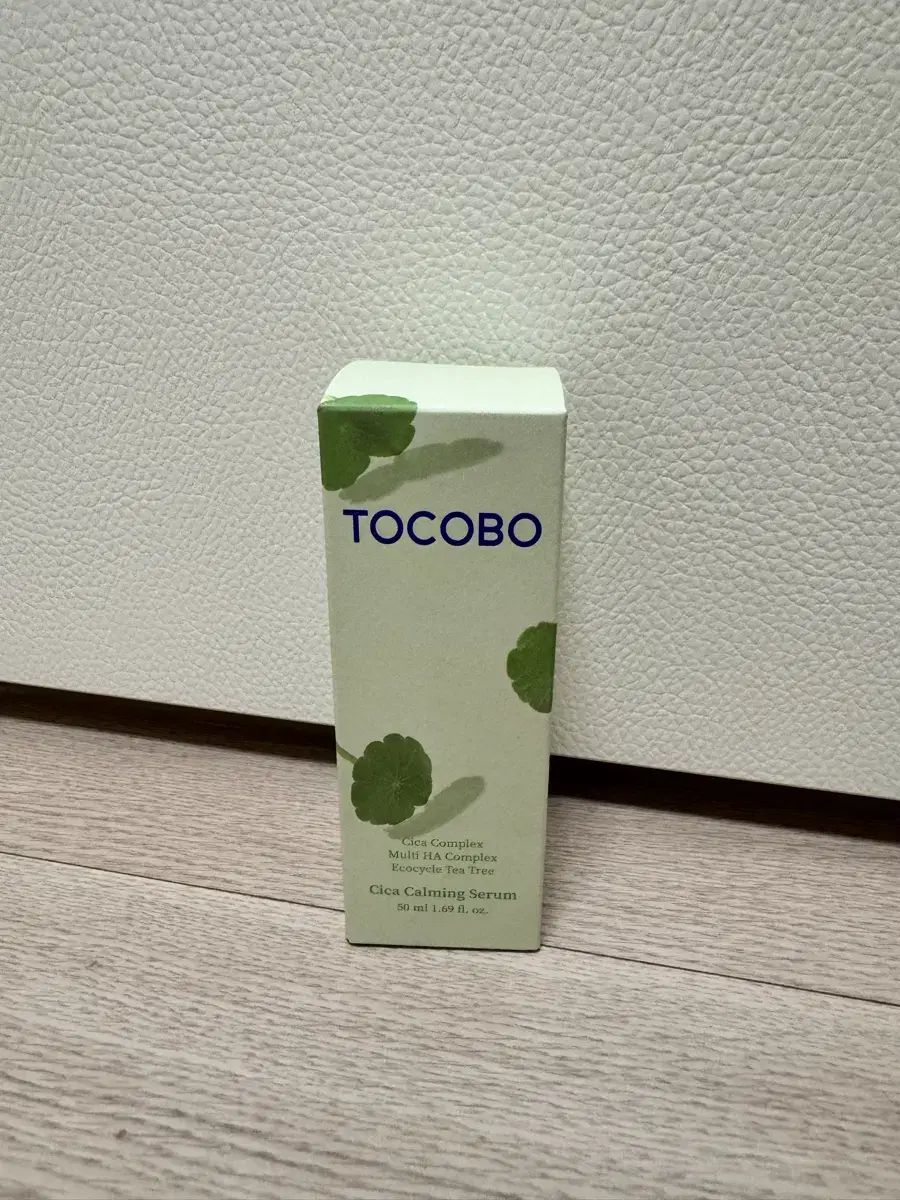 TOCOBO
Cica Complex
Multi HA Complex
Ecocycle Tea Tree
Cica Calming Serum
50 ml 1.69 fl. oz.